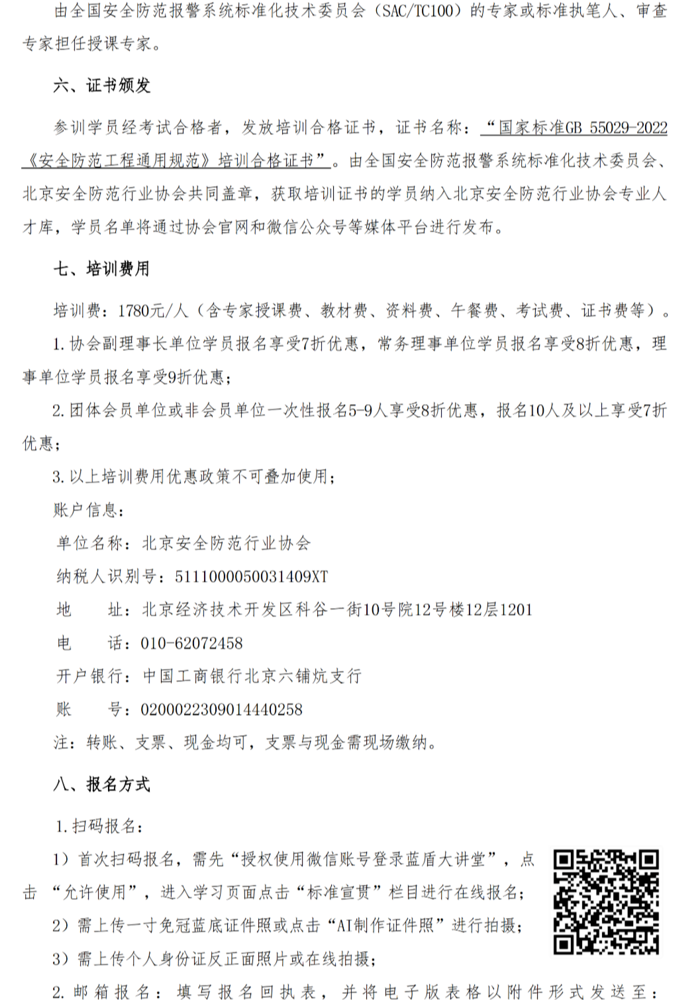 由全国安全防范报警系统标准化技术委员会（SAC/TC100）的专家或标准执笔人、审查
专家担任授课专家。
六、证书颁发
参训学员经考试合格者，发放培训合格证书，证书名称：“国家标准GB 55029-2022
《安全防范工程通用规范》培训合格证书”。由全国安全防范报警系统标准化技术委员会、
北京安全防范行业协会共同盖章，获取培训证书的学员纳入北京安全防范行业协会专业人
才库，学员名单将通过协会官网和微信公众号等媒体平台进行发布。
七、培训费用
培训费：1780元/人（含专家授课费、教材费、资料费、午餐费、考试费、证书费等）。
1.协会副理事长单位学员报名享受7折优惠，常务理事单位学员报名享受8折优惠，理
事单位学员报名享受9折优惠；
2.团体会员单位或非会员单位一次性报名5-9人享受8折优惠，报名10人及以上享受7折
优惠；
3.以上培训费用优惠政策不可叠加使用；
账户信息：
单位名称：北京安全防范行业协会
纳税人识别号：5111000050031409XT
地　　址：北京经济技术开发区科谷一街10号院12号楼12层1201
电　　话：010-62072458
开户银行：中国工商银行北京六铺炕支行
账　　号：0200022309014440258
注：转账、支票、现金均可，支票与现金需现场缴纳。
八、报名方式
1.扫码报名：
1）首次扫码报名，需先“授权使用微信账号登录蓝盾大讲堂”，点
击 “允许使用”，进入学习页面点击“标准宣贯”栏目进行在线报名；
2）需上传一寸免冠蓝底证件照或点击“AI制作证件照”进行拍摄；
3）需上传个人身份证反正面照片或在线拍摄；
2.邮箱报名：填写报名回执表，并将电子版表格以附件形式发送至：